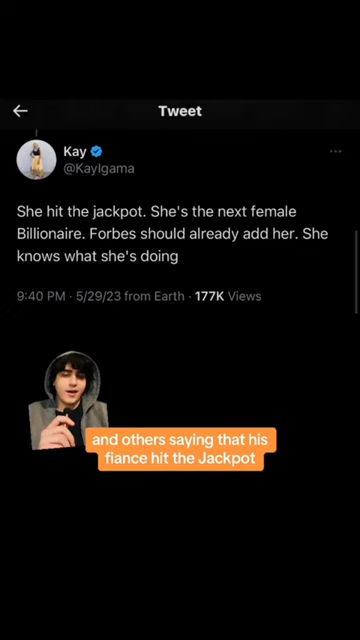 Tweet
Kay
@KayIgama
She hit the jackpot. She's the next female
Billionaire. Forbes should already add her. She
knows what she's doing
9:40 PM · 5/29/23 from Earth · 177K Views
and others saying that his
fiance hit the Jackpot